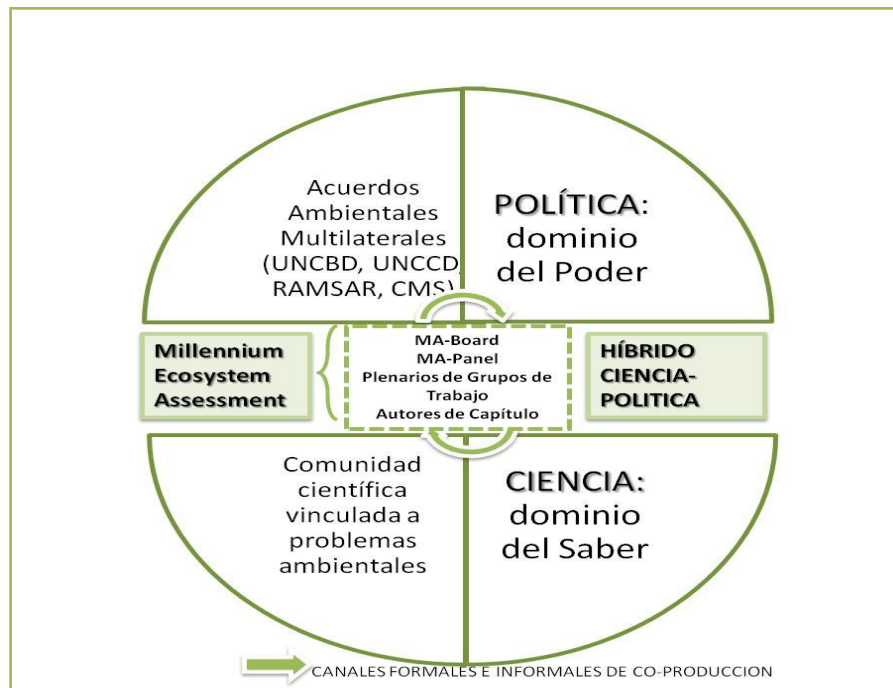 Acuerdos
Ambientales
Multilaterales
(UNCBD, UNCCD,
RAMSAR, CMS)
POLÍTICA:
dominio
del Poder
Millennium
Ecosystem
Assessment
MA-Board
MA-Panel
Plenarios de Grupos de
Trabajo
Autores de Capítulo
HÍBRIDO
CIENCIA-
POLITICA
Comunidad
científica
vinculada a
problemas
ambientales
CIENCIA:
dominio
del Saber
CANALES FORMALES E INFORMALES DE CO-PRODUCCION